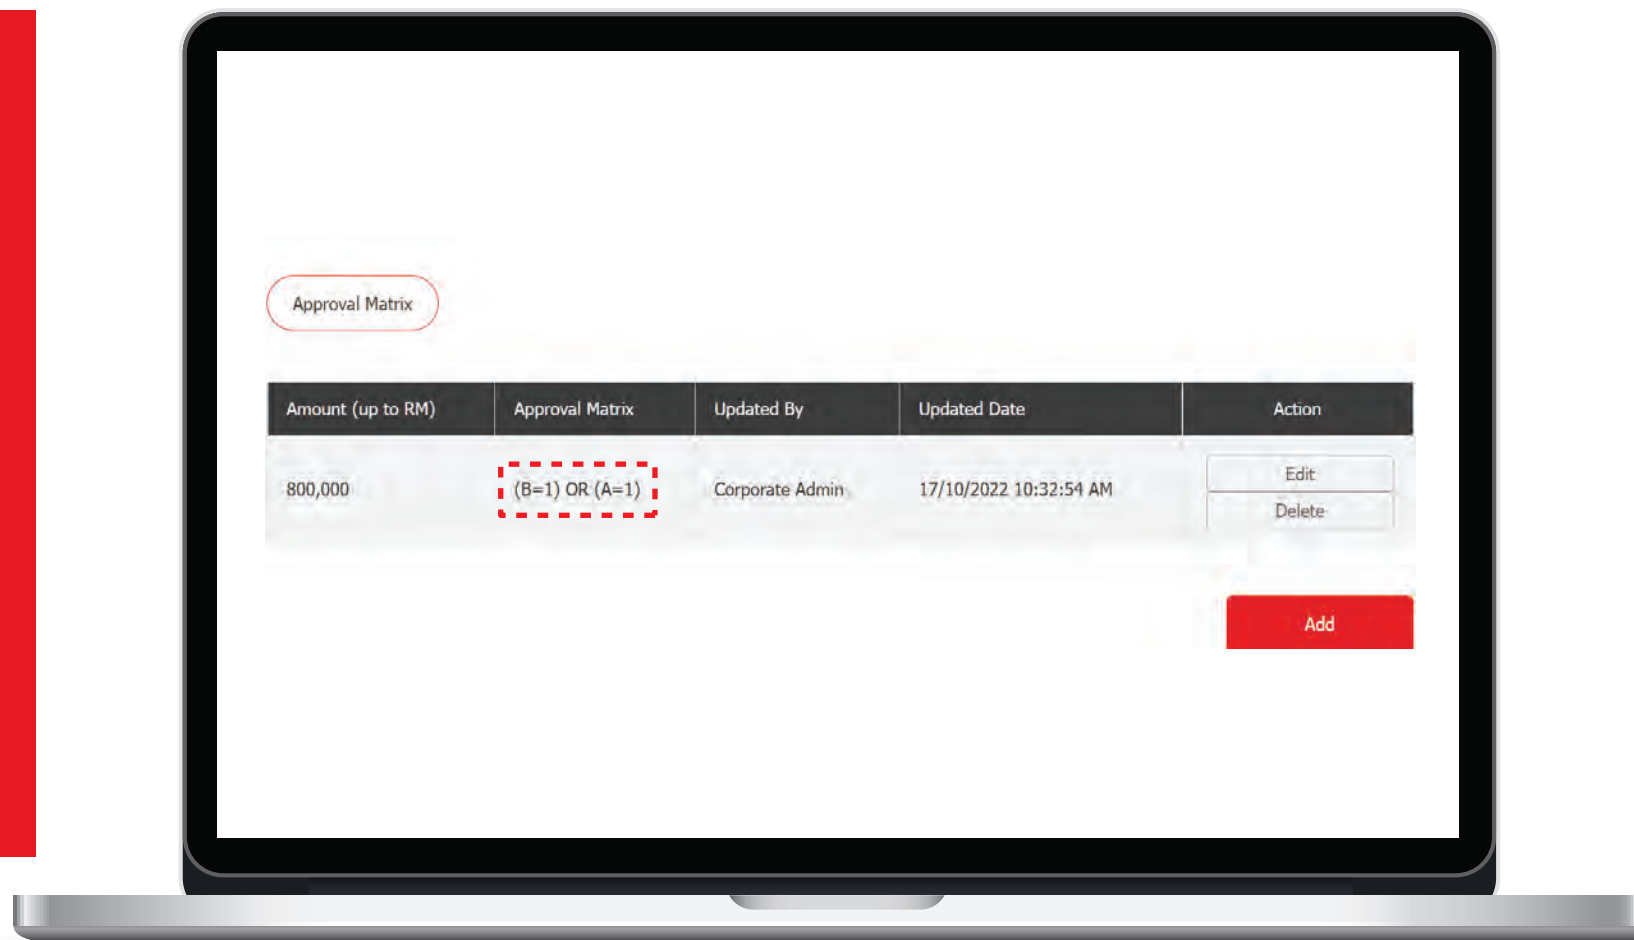 Approval Matrix
Amount (up to RM) Approval Matrix Updated By Updated Date Action
800,000 (B=1) OR (A=1) Corporate Admin 17/10/2022 10:32:54 AM Edit
Delete
Add